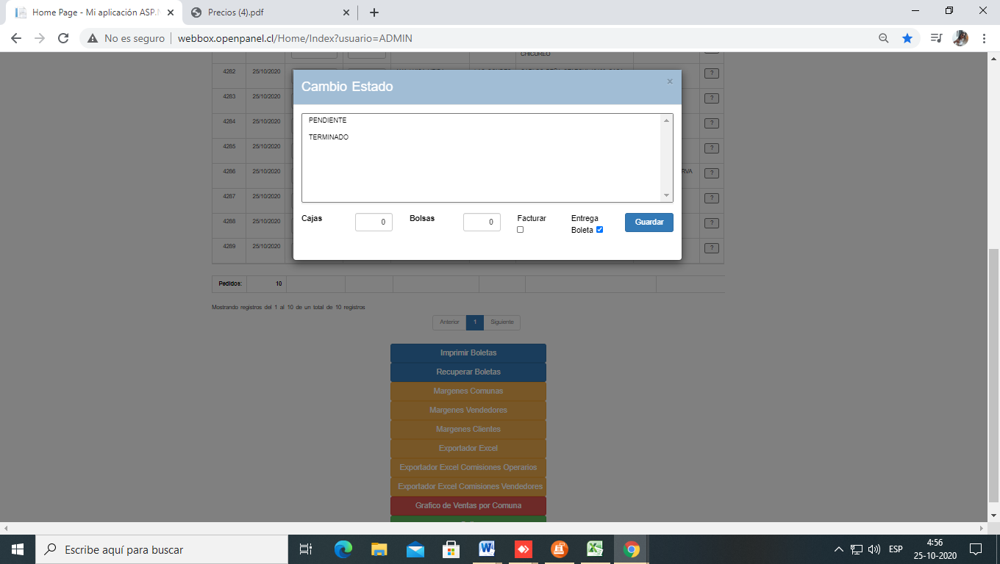 Home Page - Mi aplicación ASP.N
Precios (4).pdf
No es seguro
webbox.openpanel.cl/Home/Index?usuario=ADMIN
CHICUREO
4282 25/10/2020 ?
Cambio Estado ×
4283 25/10/2020 ?
PENDIENTE
4284 25/10/2020 ?
TERMINADO
4285 25/10/2020 ?
4286 25/10/2020 RVA ?
4287 25/10/2020 ?
4288 25/10/2020 ?
Cajas 0 Bolsas 0 Facturar Entrega Boleta Guardar
4289 25/10/2020 ?
Pedidos: 10
Mostrando registros del 1 al 10 de un total de 10 registros
Anterior 1 Siguiente
Imprimir Boletas
Recuperar Boletas
Margenes Comunas
Margenes Vendedores
Margenes Clientes
Exportador Excel
Exportador Excel Comisiones Operarios
Exportador Excel Comisiones Vendedores
Grafico de Ventas por Comuna
Escribe aquí para buscar
ESP
4:56
25-10-2020